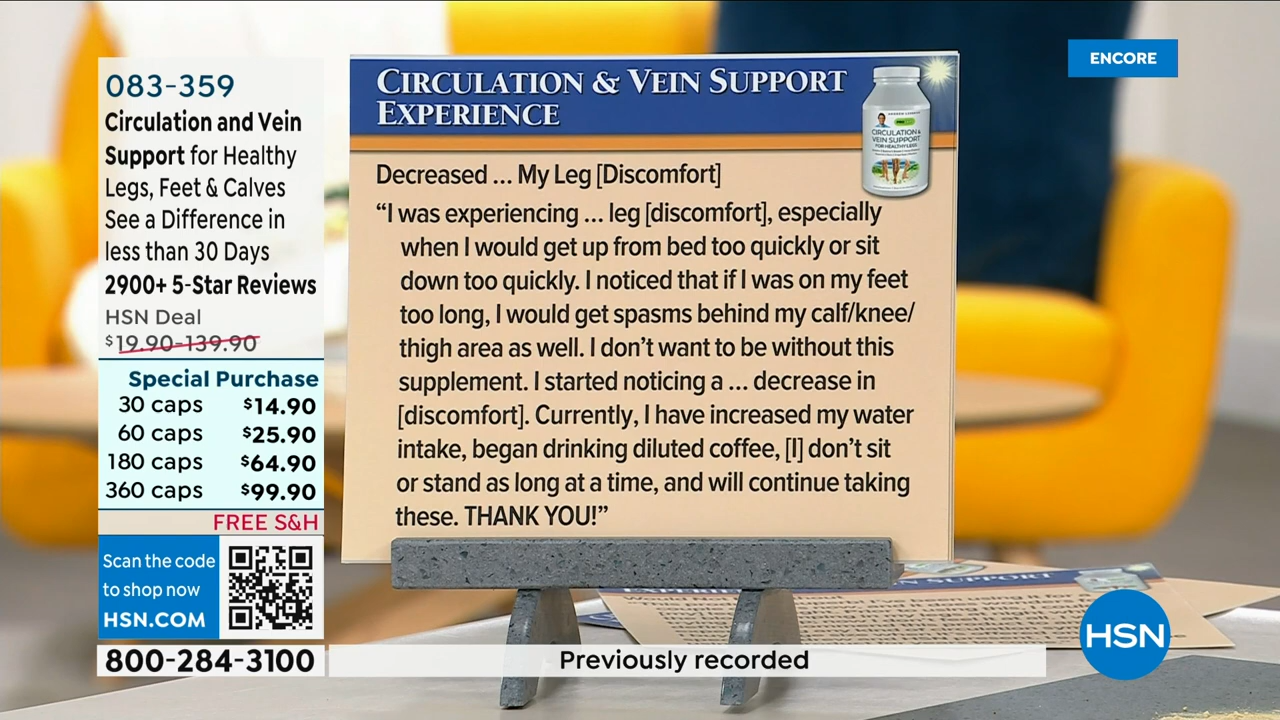 ENCORE
083-359
Circulation and Vein
Support for Healthy
Legs, Feet & Calves
See a Difference in
less than 30 Days
2900+ 5-Star Reviews
HSN Deal
$19.90-139.90
Special Purchase
30 caps $14.90
60 caps $25.90
180 caps $64.90
360 caps $99.90
FREE S&H
Scan the code
to shop now
HSN.COM
800-284-3100
Previously recorded
HSN
CIRCULATION & VEIN SUPPORT
EXPERIENCE
CIRCULATION &
VEIN SUPPORT
FOR HEALTHY LEGS
Decreased ... My Leg [Discomfort]
“I was experiencing ... leg [discomfort], especially
when I would get up from bed too quickly or sit
down too quickly. I noticed that if I was on my feet
too long, I would get spasms behind my calf/knee/
thigh area as well. I don’t want to be without this
supplement. I started noticing a ... decrease in
[discomfort]. Currently, I have increased my water
intake, began drinking diluted coffee, [I] don’t sit
or stand as long at a time, and will continue taking
these. THANK YOU!”
SUPPORT